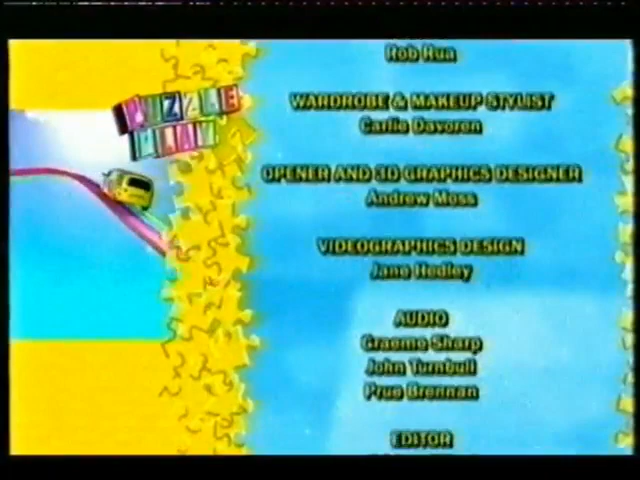 PUZZLE
PLAY
Rob Hua
WARDROBE & MAKEUP STYLIST
Carlie Davoren
OPENER AND 3D GRAPHICS DESIGNER
Andrew Moss
VIDEOGRAPHICS DESIGN
Jane Hedley
AUDIO
Graeme Sharp
John Turnbull
Prue Brennan
EDITOR